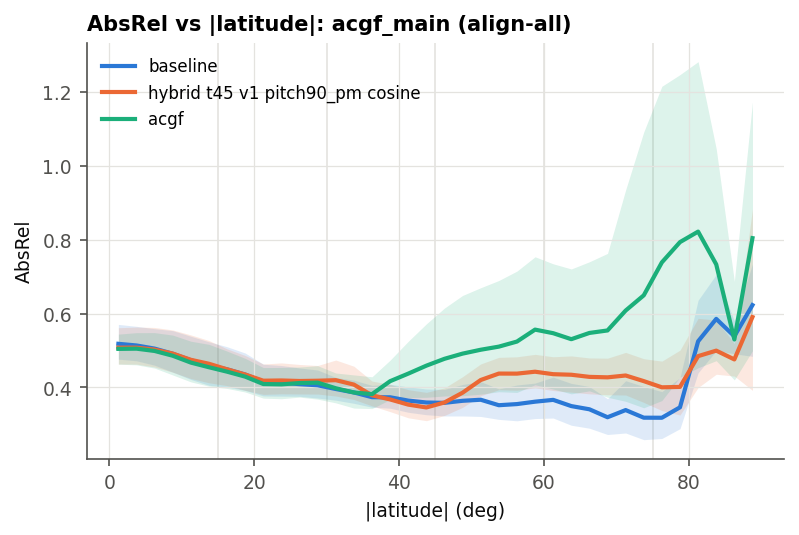 AbsRel vs |latitude|: acgf_main (align-all)
baseline
hybrid t45 v1 pitch90_pm cosine
acgf
AbsRel
1.2
1.0
0.8
0.6
0.4
0 20 40 60 80
|latitude| (deg)